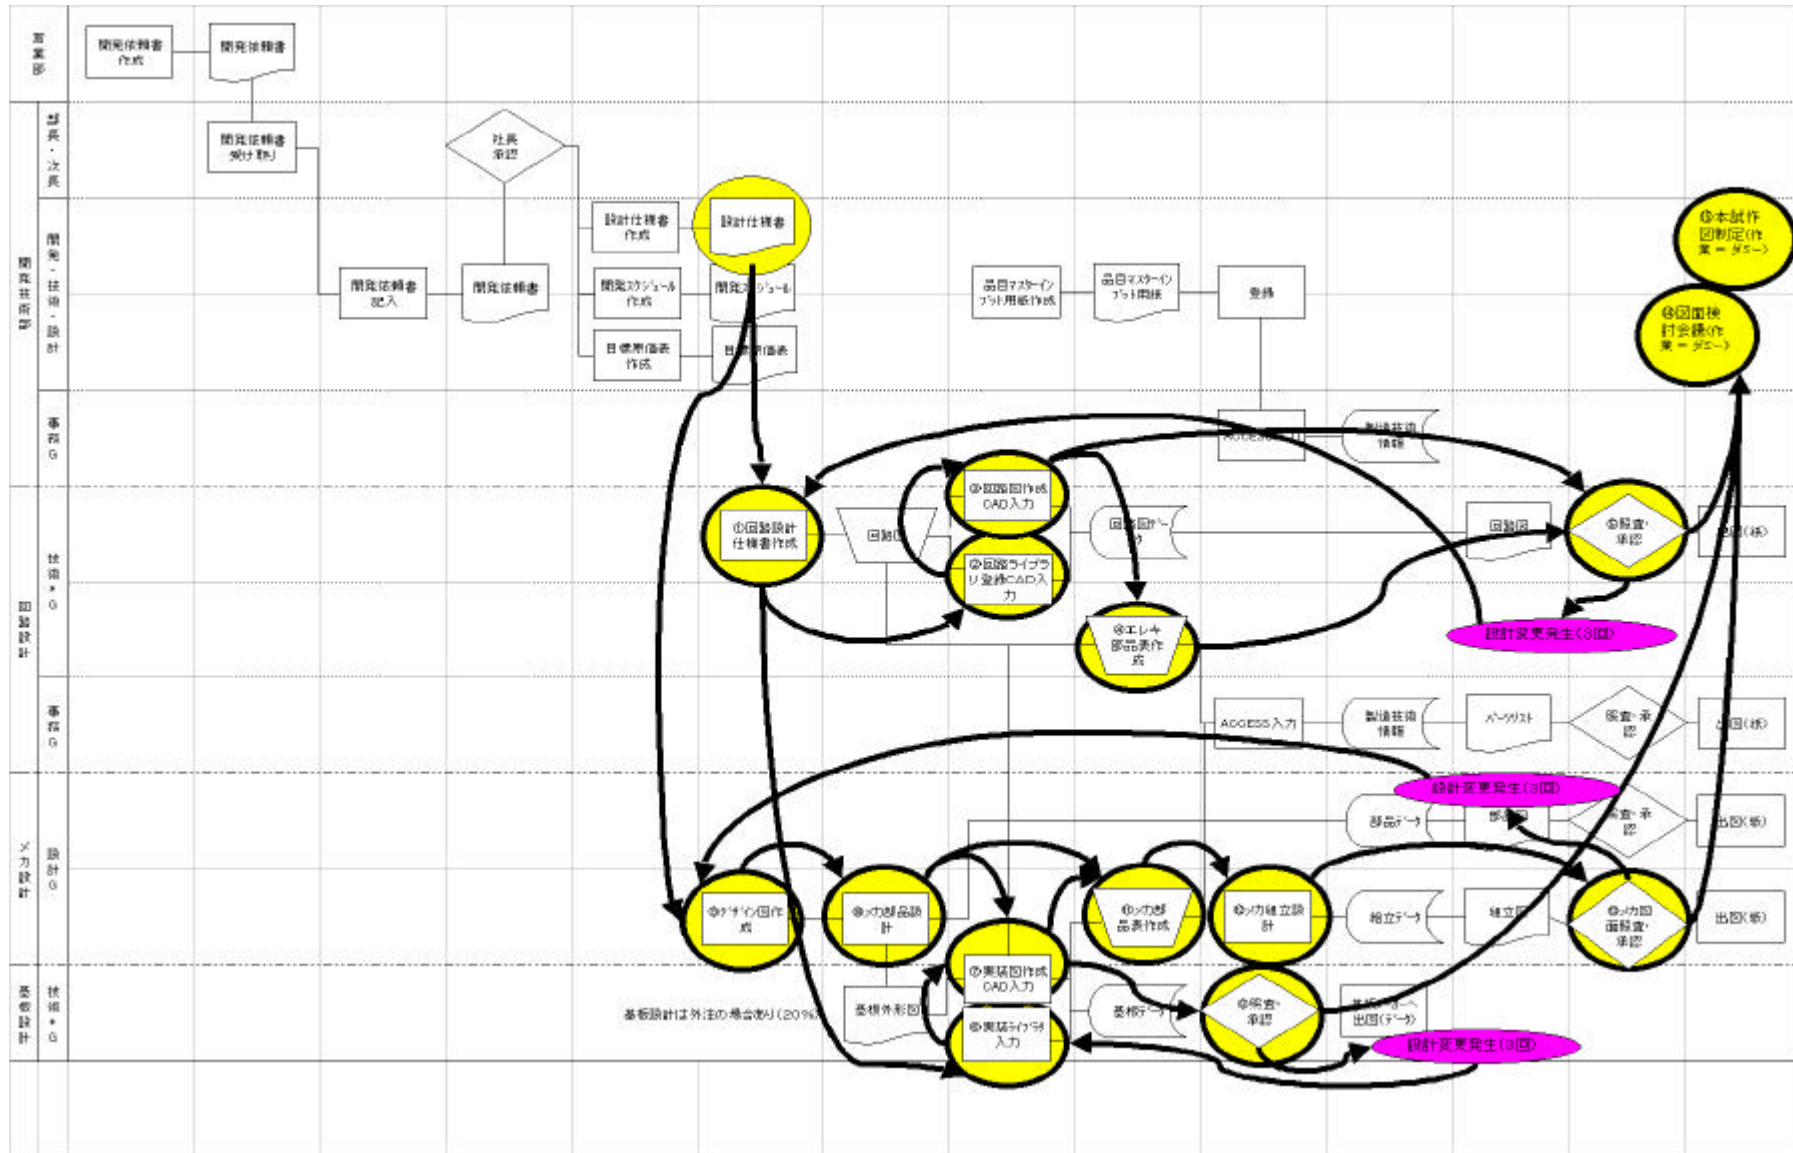 営業部
開発依頼書
作成
開発依頼書
開発技術部
部長・次長
開発依頼書
受け取り
社長
承認
開発・技術・設計
設計仕様書
作成
設計仕様書
開発依頼書
記入
開発依頼書
開発スケジュール
作成
目標原価表
作成
品目マスターイン
プット用紙作成
品目マスターイン
プット用紙
登録
⑮本試作
図制定(作
業=ダミー)
⑭図面検
討会議(作
業=ダミー)
事務G
製造技術
情報
回路設計
技術*G
①回路設計
仕様書作成
③回路図作成
CAD入力
②回路ライブラ
リ登録CAD入
力
回路図
⑤照査・
承認
④エレキ
部品表作
成
設計変更発生(3回)
事務G
ACCESS入力
製造技術
情報
パーツリスト
照査・承
認
出図(紙)
設計変更発生(3回)
メカ設計
設計G
部品データ
照査・承
認
出図(紙)
⑨デザイン図作
成
⑩メカ部品設
計
⑪メカ部
品表作成
⑫メカ組立設
計
組立データ
組立図
⑬メカ図
面照査・
承認
出図(紙)
基板設計
技術*G
基板設計は外注の場合あり(20%)
基板外形図
⑦実装図作成
CAD入力
⑥実装ライブラリ
入力
基板データ
⑧照査・
承認
出図(データ)
設計変更発生(3回)